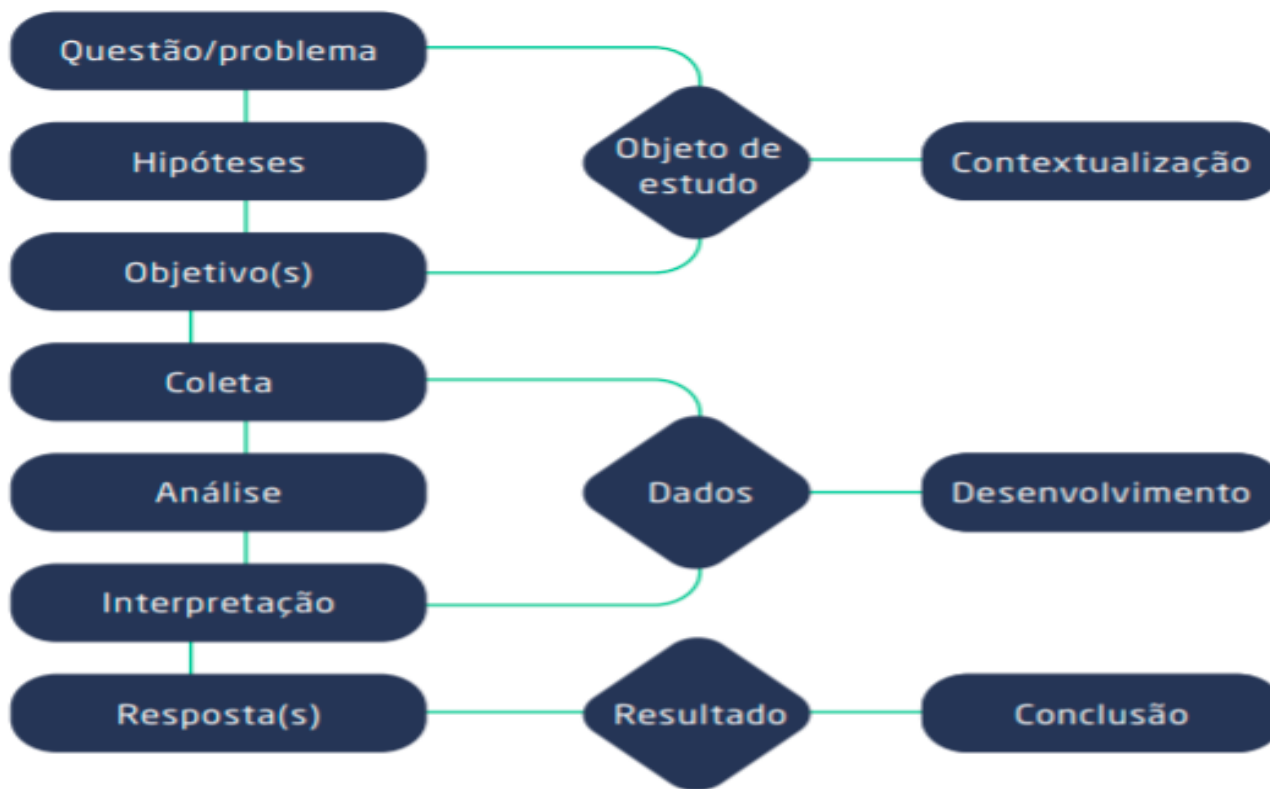 Questão/problema
Hipóteses
Objetivo(s)
Coleta
Análise
Interpretação
Resposta(s)
Objeto de
estudo
Dados
Resultado
Contextualização
Desenvolvimento
Conclusão